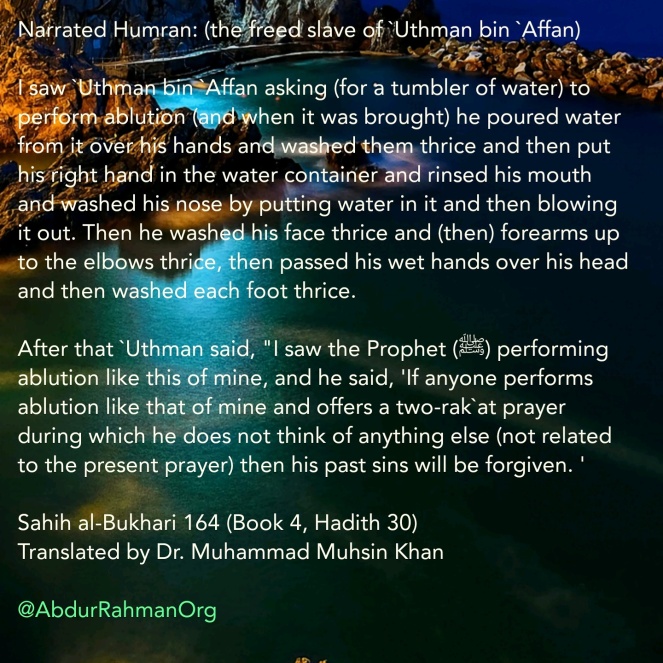 Narrated Humran: (the freed slave of `Uthman bin `Affan)
I saw `Uthman bin `Affan asking (for a tumbler of water) to
perform ablution (and when it was brought) he poured water
from it over his hands and washed them thrice and then put
his right hand in the water container and rinsed his mouth
and washed his nose by putting water in it and then blowing
it out. Then he washed his face thrice and (then) forearms up
to the elbows thrice, then passed his wet hands over his head
and then washed each foot thrice.
After that `Uthman said, "I saw the Prophet (ﷺ) performing
ablution like this of mine, and he said, 'If anyone performs
ablution like that of mine and offers a two-rak`at prayer
during which he does not think of anything else (not related
to the present prayer) then his past sins will be forgiven. '
Sahih al-Bukhari 164 (Book 4, Hadith 30)
Translated by Dr. Muhammad Muhsin Khan
@AbdurRahmanOrg